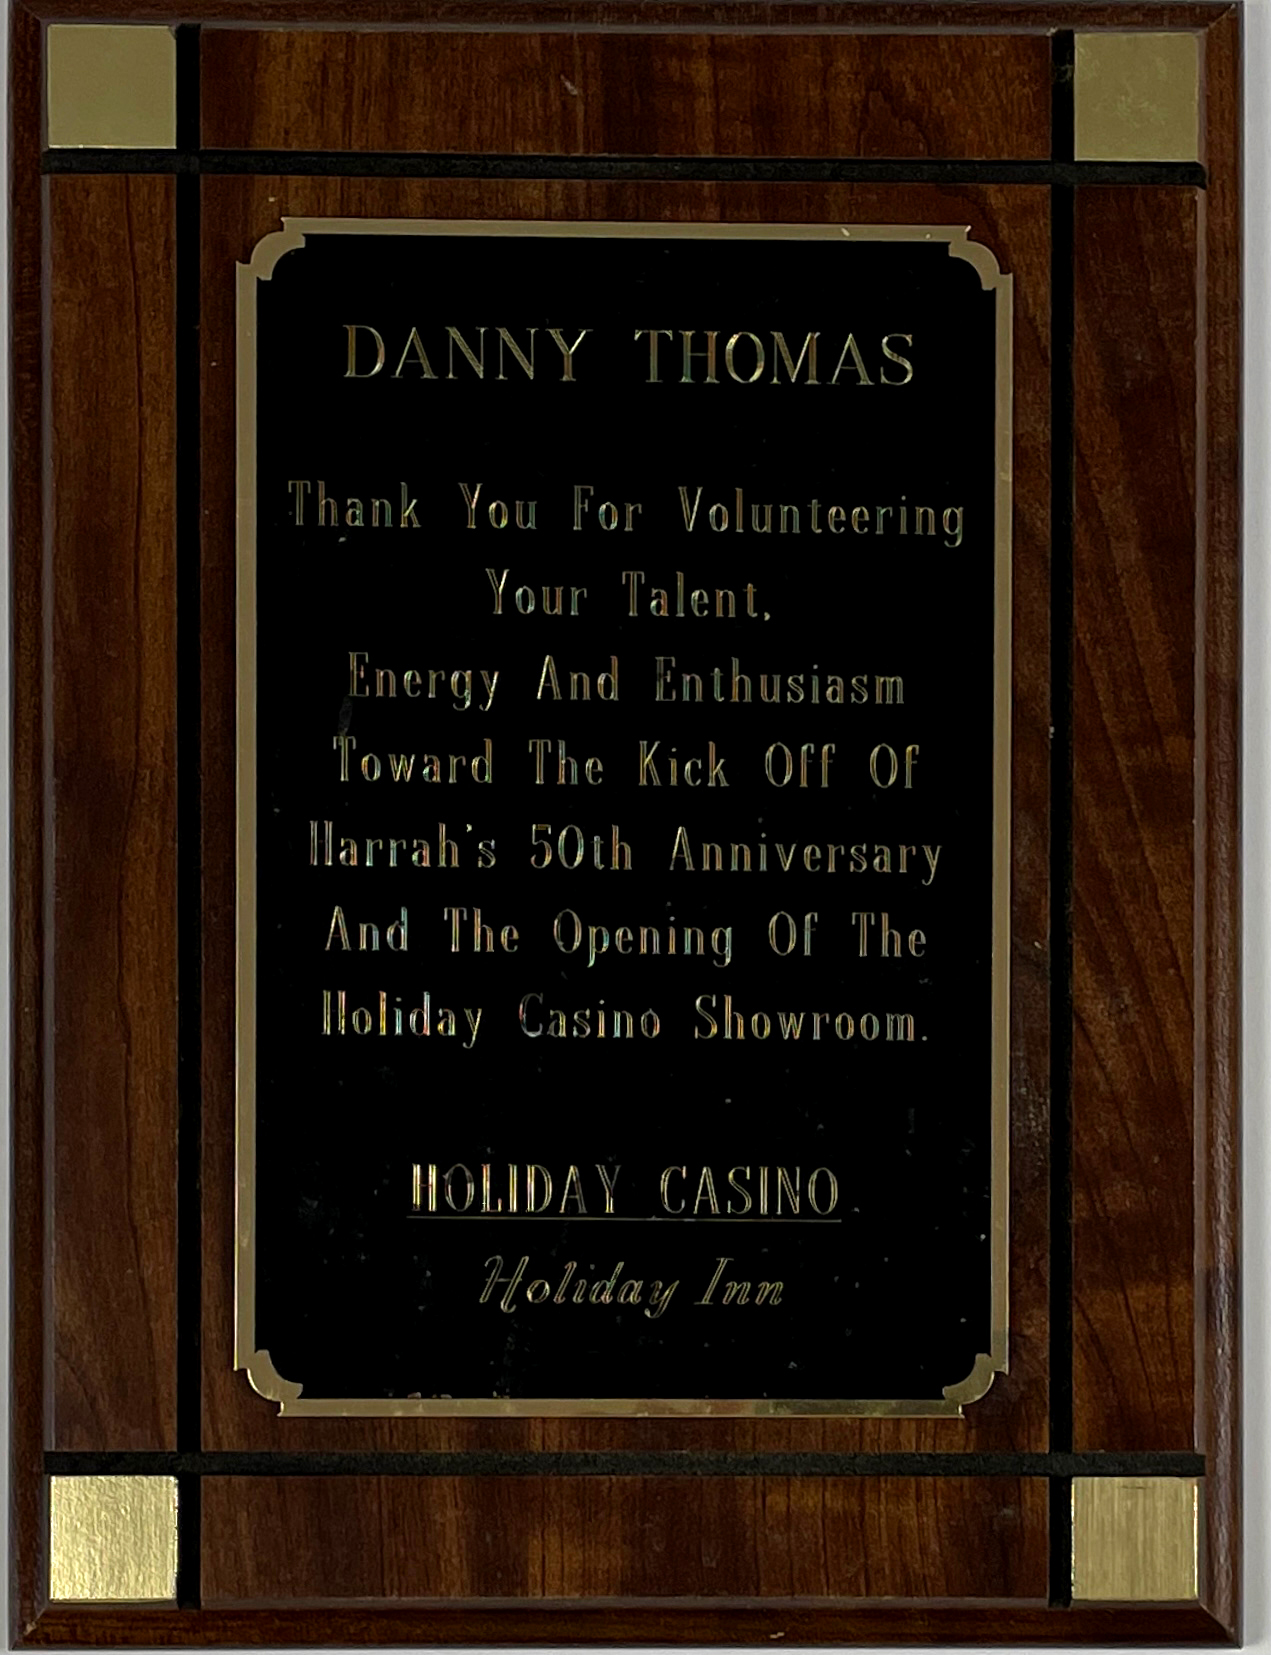 DANNY THOMAS
Thank You For Volunteering
Your Talent,
Energy And Enthusiasm
Toward The Kick Off Of
Harrah's 50th Anniversary
And The Opening Of The
Holiday Casino Showroom.
HOLIDAY CASINO
Holiday Inn